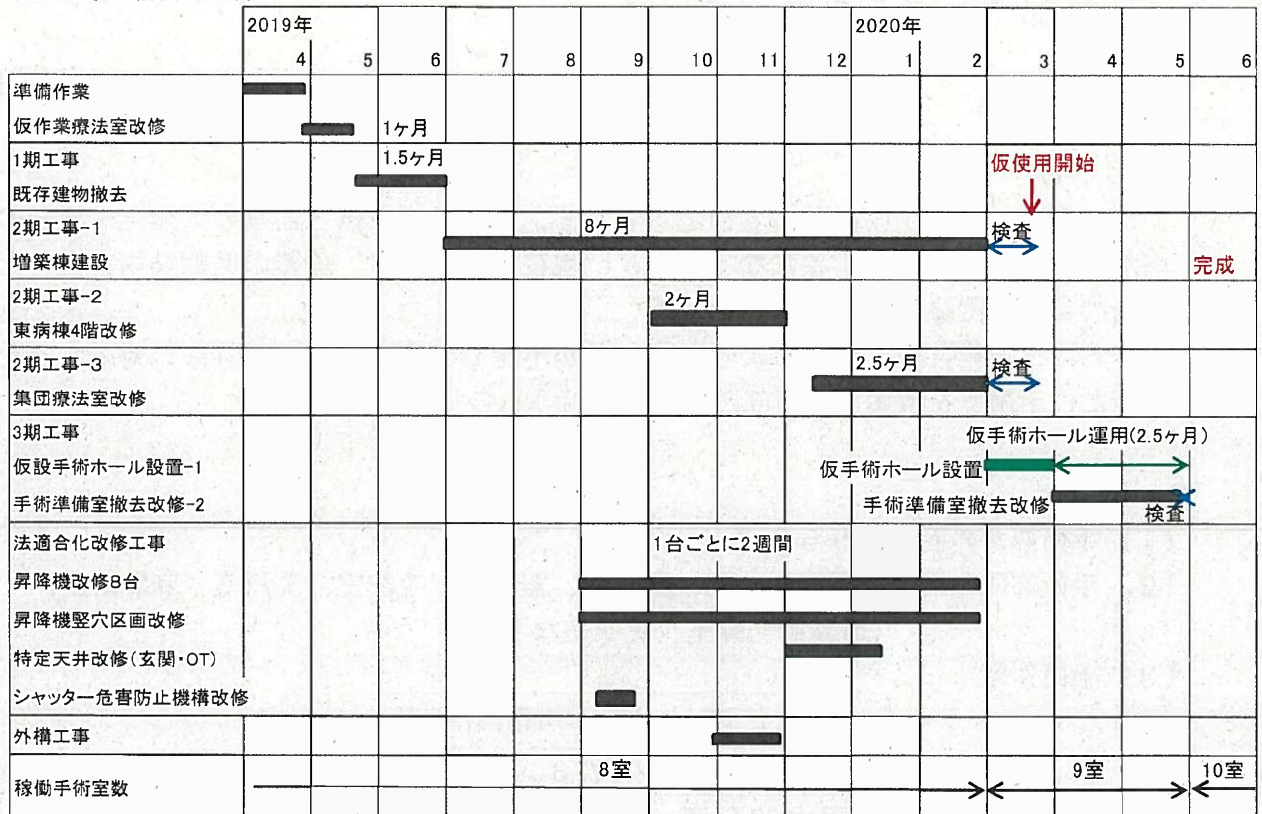 2019年
2020年
4 5 6 7 8 9 10 11 12 1 2 3 4 5 6
準備作業
仮作業療法室改修
1ヶ月
1期工事
1.5ヶ月
既存建物撤去
仮使用開始
2期工事-1
8ヶ月
検査
増築棟建設
完成
2期工事-2
2ヶ月
東病棟4階改修
2期工事-3
2.5ヶ月
検査
集団療法室改修
3期工事
仮手術ホール運用(2.5ヶ月)
仮設手術ホール設置-1
仮手術ホール設置
手術準備室撤去改修-2
手術準備室撤去改修
検査
法適合化改修工事
1台ごとに2週間
昇降機改修8台
昇降機竪穴区画改修
特定天井改修(玄関・OT)
シャッター危害防止機構改修
外構工事
稼働手術室数
8室
9室
10室